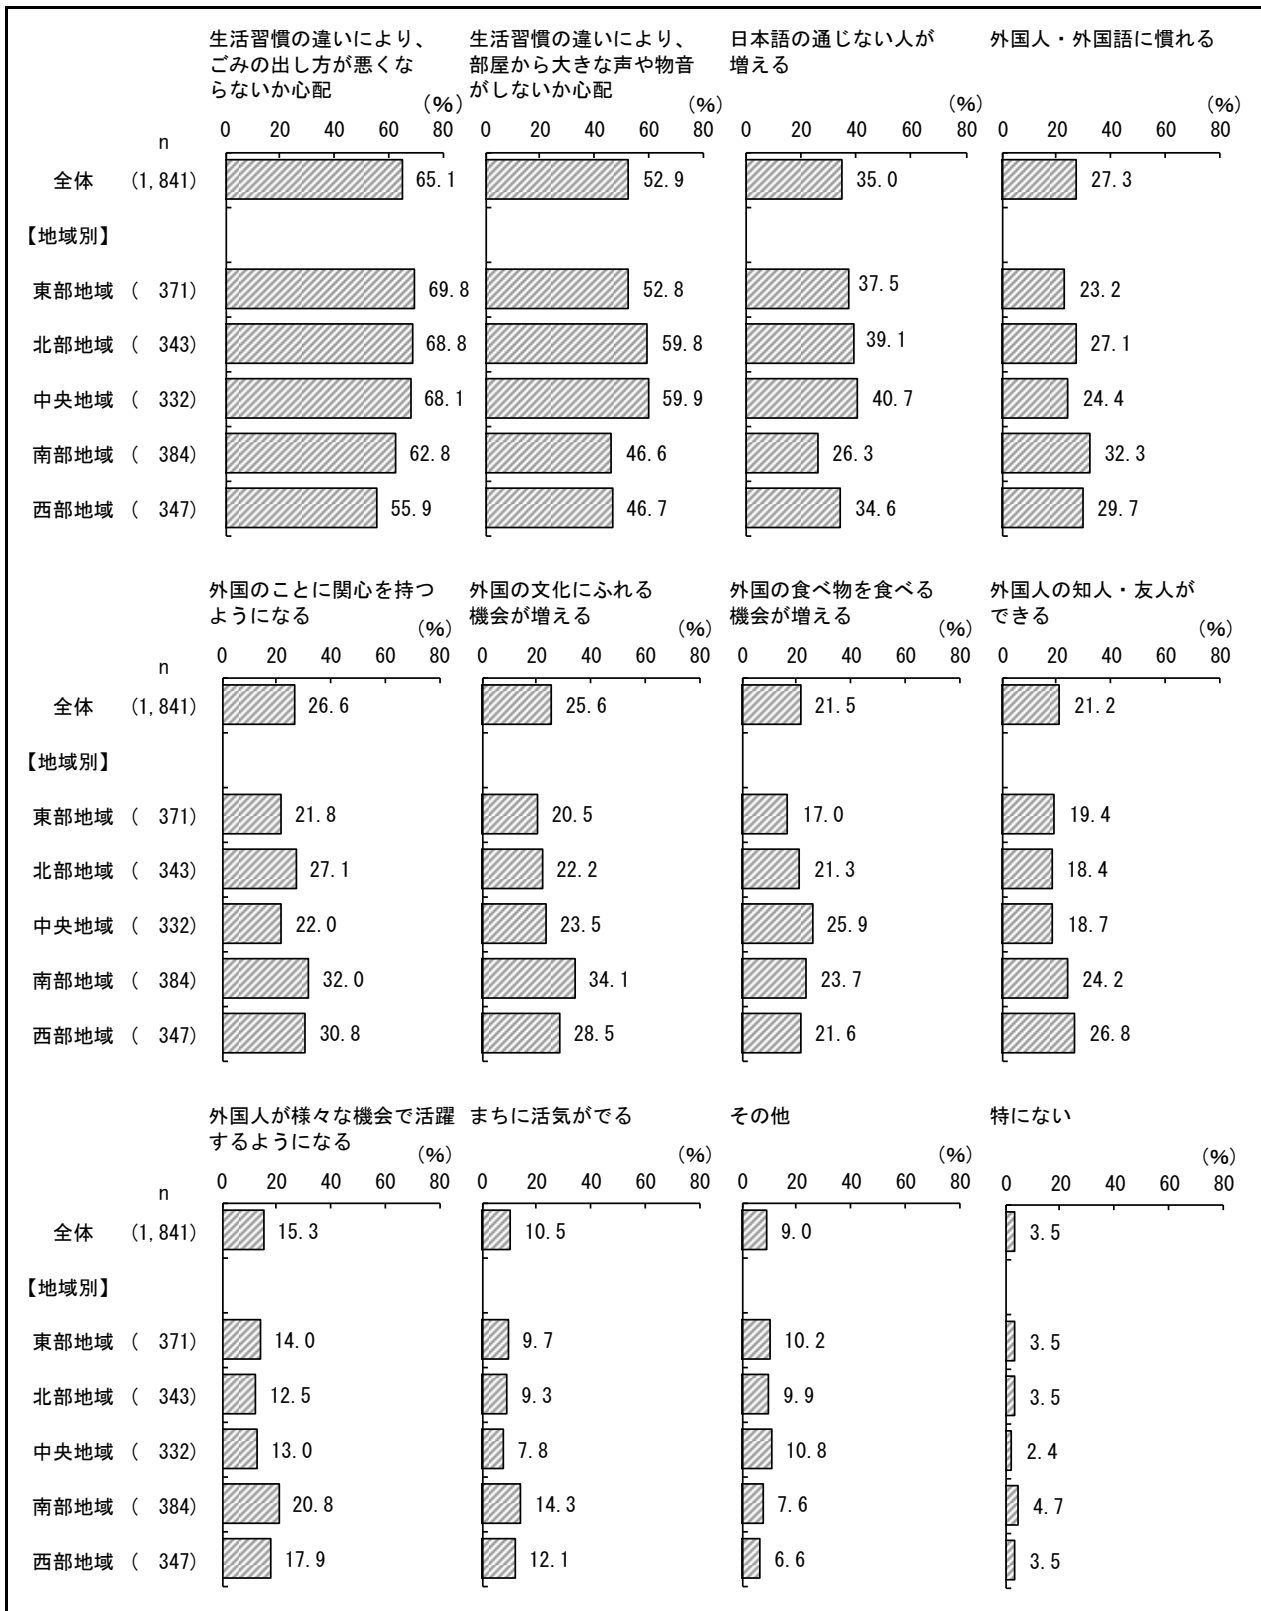 生活習慣の違いにより、
ごみの出し方が悪くな
らないか心配
生活習慣の違いにより、
部屋から大きな声や物音
がしないか心配
日本語の通じない人が
増える
外国人・外国語に慣れる
(%) (%) (%) (%)
n 0 20 40 60 80 0 20 40 60 80 0 20 40 60 80 0 20 40 60 80
全体 (1,841) 65.1 52.9 35.0 27.3
【地域別】
東部地域 ( 371) 69.8 52.8 37.5 23.2
北部地域 ( 343) 68.8 59.8 39.1 27.1
中央地域 ( 332) 68.1 59.9 40.7 24.4
南部地域 ( 384) 62.8 46.6 26.3 32.3
西部地域 ( 347) 55.9 46.7 34.6 29.7
外国のことに関心を持つ
ようになる
外国の文化にふれる
機会が増える
外国の食べ物を食べる
機会が増える
外国人の知人・友人が
できる
(%) (%) (%) (%)
n 0 20 40 60 80 0 20 40 60 80 0 20 40 60 80 0 20 40 60 80
全体 (1,841) 26.6 25.6 21.5 21.2
【地域別】
東部地域 ( 371) 21.8 20.5 17.0 19.4
北部地域 ( 343) 27.1 22.2 21.3 18.4
中央地域 ( 332) 22.0 23.5 25.9 18.7
南部地域 ( 384) 32.0 34.1 23.7 24.2
西部地域 ( 347) 30.8 28.5 21.6 26.8
外国人が様々な機会で活躍
するようになる
まちに活気がでる
その他
特にない
(%) (%) (%) (%)
n 0 20 40 60 80 0 20 40 60 80 0 20 40 60 80 0 20 40 60 80
全体 (1,841) 15.3 10.5 9.0 3.5
【地域別】
東部地域 ( 371) 14.0 9.7 10.2 3.5
北部地域 ( 343) 12.5 9.3 9.9 3.5
中央地域 ( 332) 13.0 7.8 10.8 2.4
南部地域 ( 384) 20.8 14.3 7.6 4.7
西部地域 ( 347) 17.9 12.1 6.6 3.5